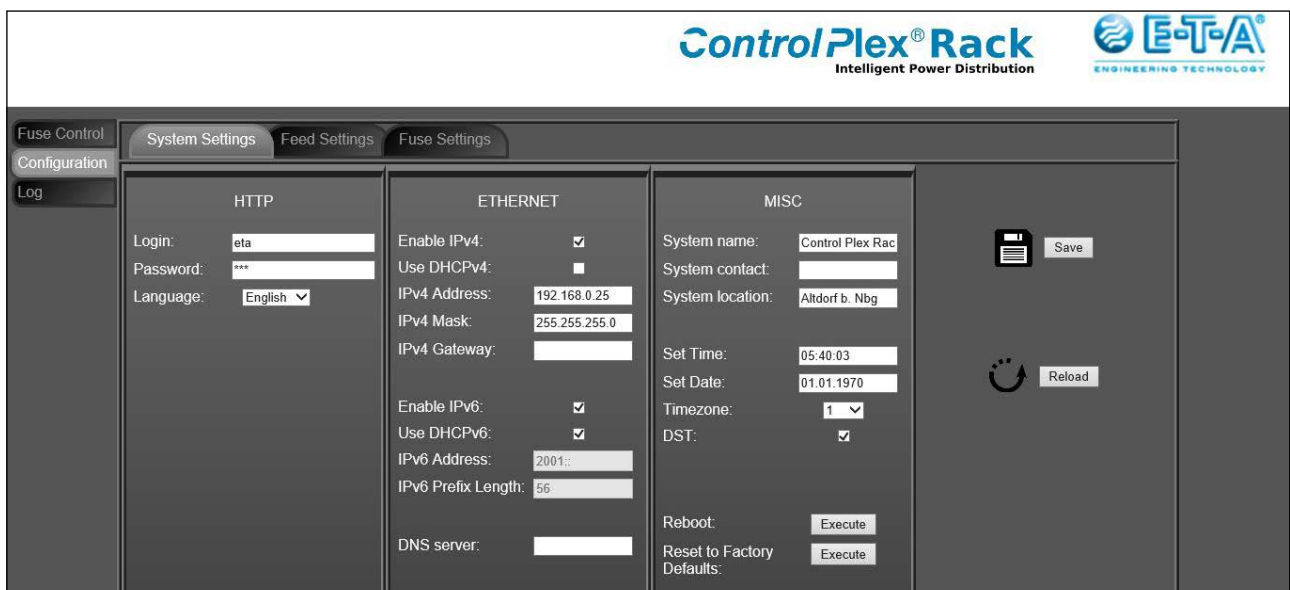 ControlPlex® Rack
Intelligent Power Distribution
E-T-A®
ENGINEERING TECHNOLOGY
Fuse Control
Configuration
Log
System Settings Feed Settings Fuse Settings
HTTP
Login: eta
Password: ***
Language: English
ETHERNET
Enable IPv4:
Use DHCPv4:
IPv4 Address: 192.168.0.25
IPv4 Mask: 255.255.255.0
IPv4 Gateway:
Enable IPv6:
Use DHCPv6:
IPv6 Address: 2001::
IPv6 Prefix Length: 56
DNS server:
MISC
System name: Control Plex Rac
System contact:
System location: Altdorf b. Nbg
Set Time: 05:40:03
Set Date: 01.01.1970
Timezone: 1
DST:
Reboot: Execute
Reset to Factory
Defaults: Execute
Save
Reload